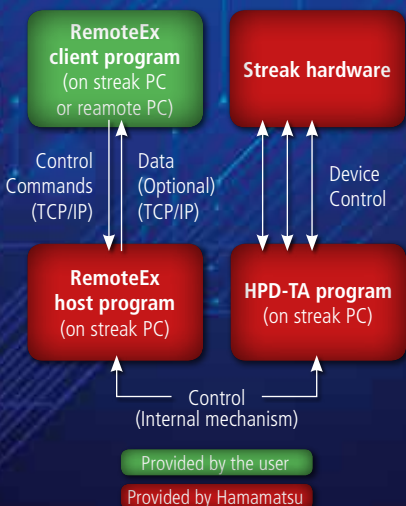 RemoteEx
client program
(on streak PC
or reamote PC)
Streak hardware
Control
Commands
(TCP/IP)
Data
(Optional)
(TCP/IP)
Device
Control
RemoteEx
host program
(on streak PC)
HPD-TA program
(on streak PC)
Control
(Internal mechanism)
Provided by the user
Provided by Hamamatsu